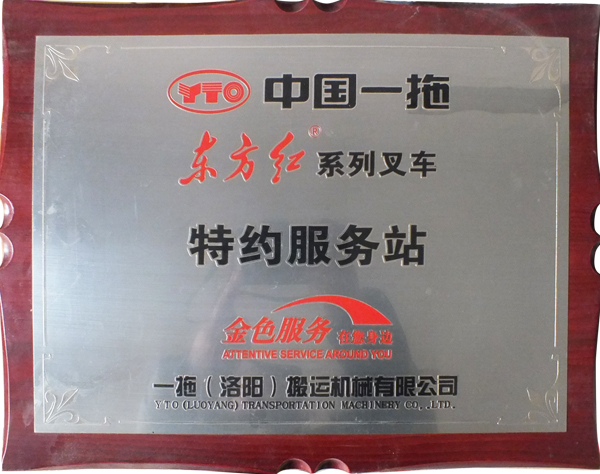 YTO 中国一拖
东方红® 系列叉车
特约服务站
金色服务 在您身边
ATTENTIVE SERVICE AROUND YOU
一拖（洛阳）搬运机械有限公司
YTO (LUOYANG) TRANSPORTATION MACHINERY CO.,LTD.